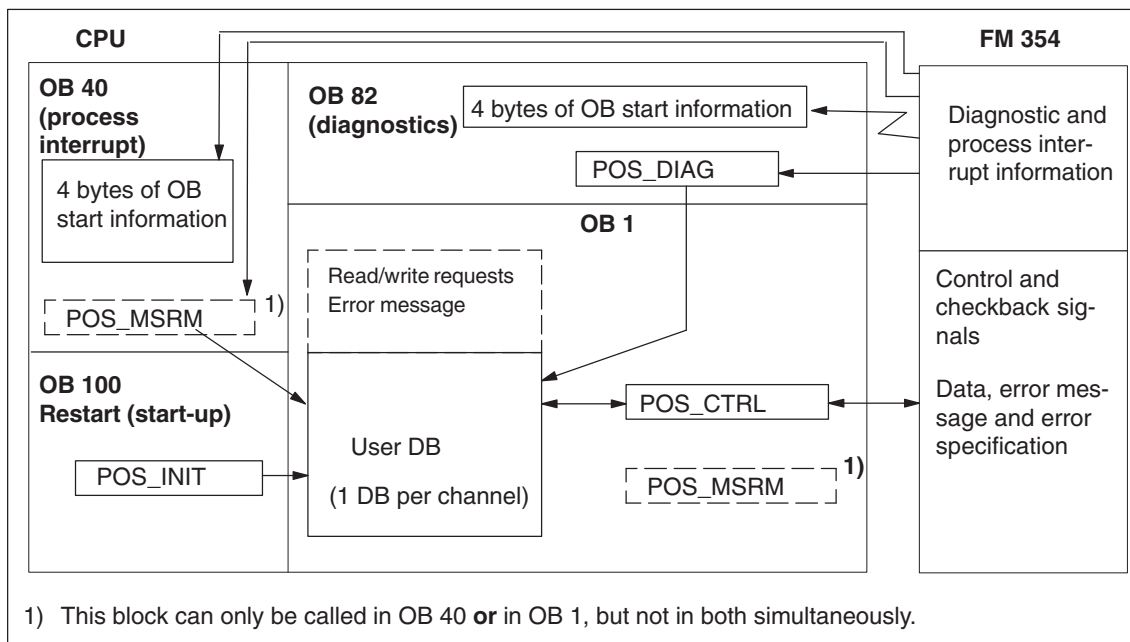 CPU
FM 354
OB 40
(process
interrupt)
4 bytes of OB
start information
POS_MSRM
1)
OB 82
(diagnostics)
4 bytes of OB start information
POS_DIAG
Diagnostic and
process inter-
rupt information
OB 1
Read/write requests
Error message
User DB
(1 DB per channel)
POS_CTRL
POS_MSRM
1)
Control and
checkback sig-
nals
Data, error mes-
sage and error
specification
OB 100
Restart (start-up)
POS_INIT
1) This block can only be called in OB 40 or in OB 1, but not in both simultaneously.